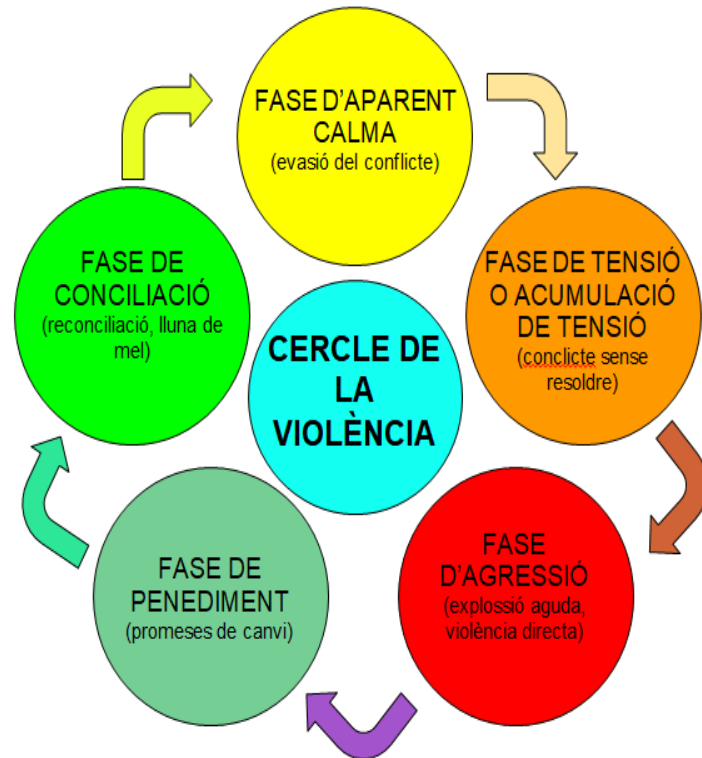 FASE D'APARENT
CALMA
(evasió del conflicte)
FASE DE
CONCILIACIÓ
(reconciliació, lluna de
mel)
FASE DE TENSIÓ
O ACUMULACIÓ
DE TENSIÓ
(conclicte sense
resoldre)
CERCLE DE
LA
VIOLÈNCIA
FASE DE
PENEDIMENT
(promeses de canvi)
FASE
D'AGRESSIÓ
(explossió aguda,
violència directa)